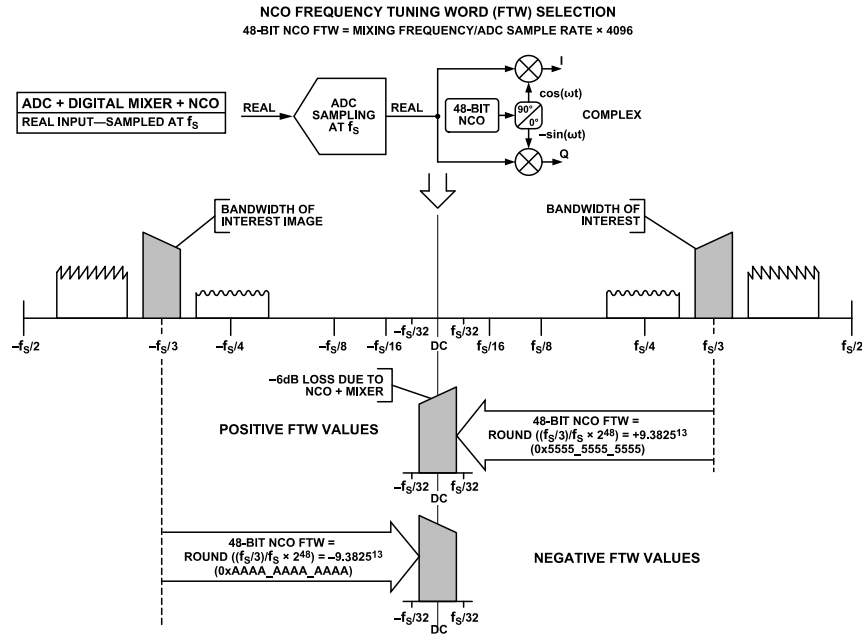 NCO FREQUENCY TUNING WORD (FTW) SELECTION
48-BIT NCO FTW = MIXING FREQUENCY/ADC SAMPLE RATE × 4096
ADC + DIGITAL MIXER + NCO
REAL INPUT—SAMPLED AT fS
REAL
ADC
SAMPLING
AT fS
REAL
48-BIT
NCO
90°
0°
I
cos(ωt)
COMPLEX
–sin(ωt)
Q
BANDWIDTH OF
INTEREST IMAGE
BANDWIDTH OF
INTEREST
–fS/2
–fS/3
–fS/4
–fS/8
–fS/16
–fS/32
DC
fS/32
fS/16
fS/8
fS/4
fS/3
fS/2
–6dB LOSS DUE TO
NCO + MIXER
POSITIVE FTW VALUES
48-BIT NCO FTW =
ROUND ((fS/3)/fS × 2^48) = +9.3825^13
(0x5555_5555_5555)
–fS/32
DC
fS/32
48-BIT NCO FTW =
ROUND ((fS/3)/fS × 2^48) = –9.3825^13
(0xAAAA_AAAA_AAAA)
NEGATIVE FTW VALUES
–fS/32
DC
fS/32